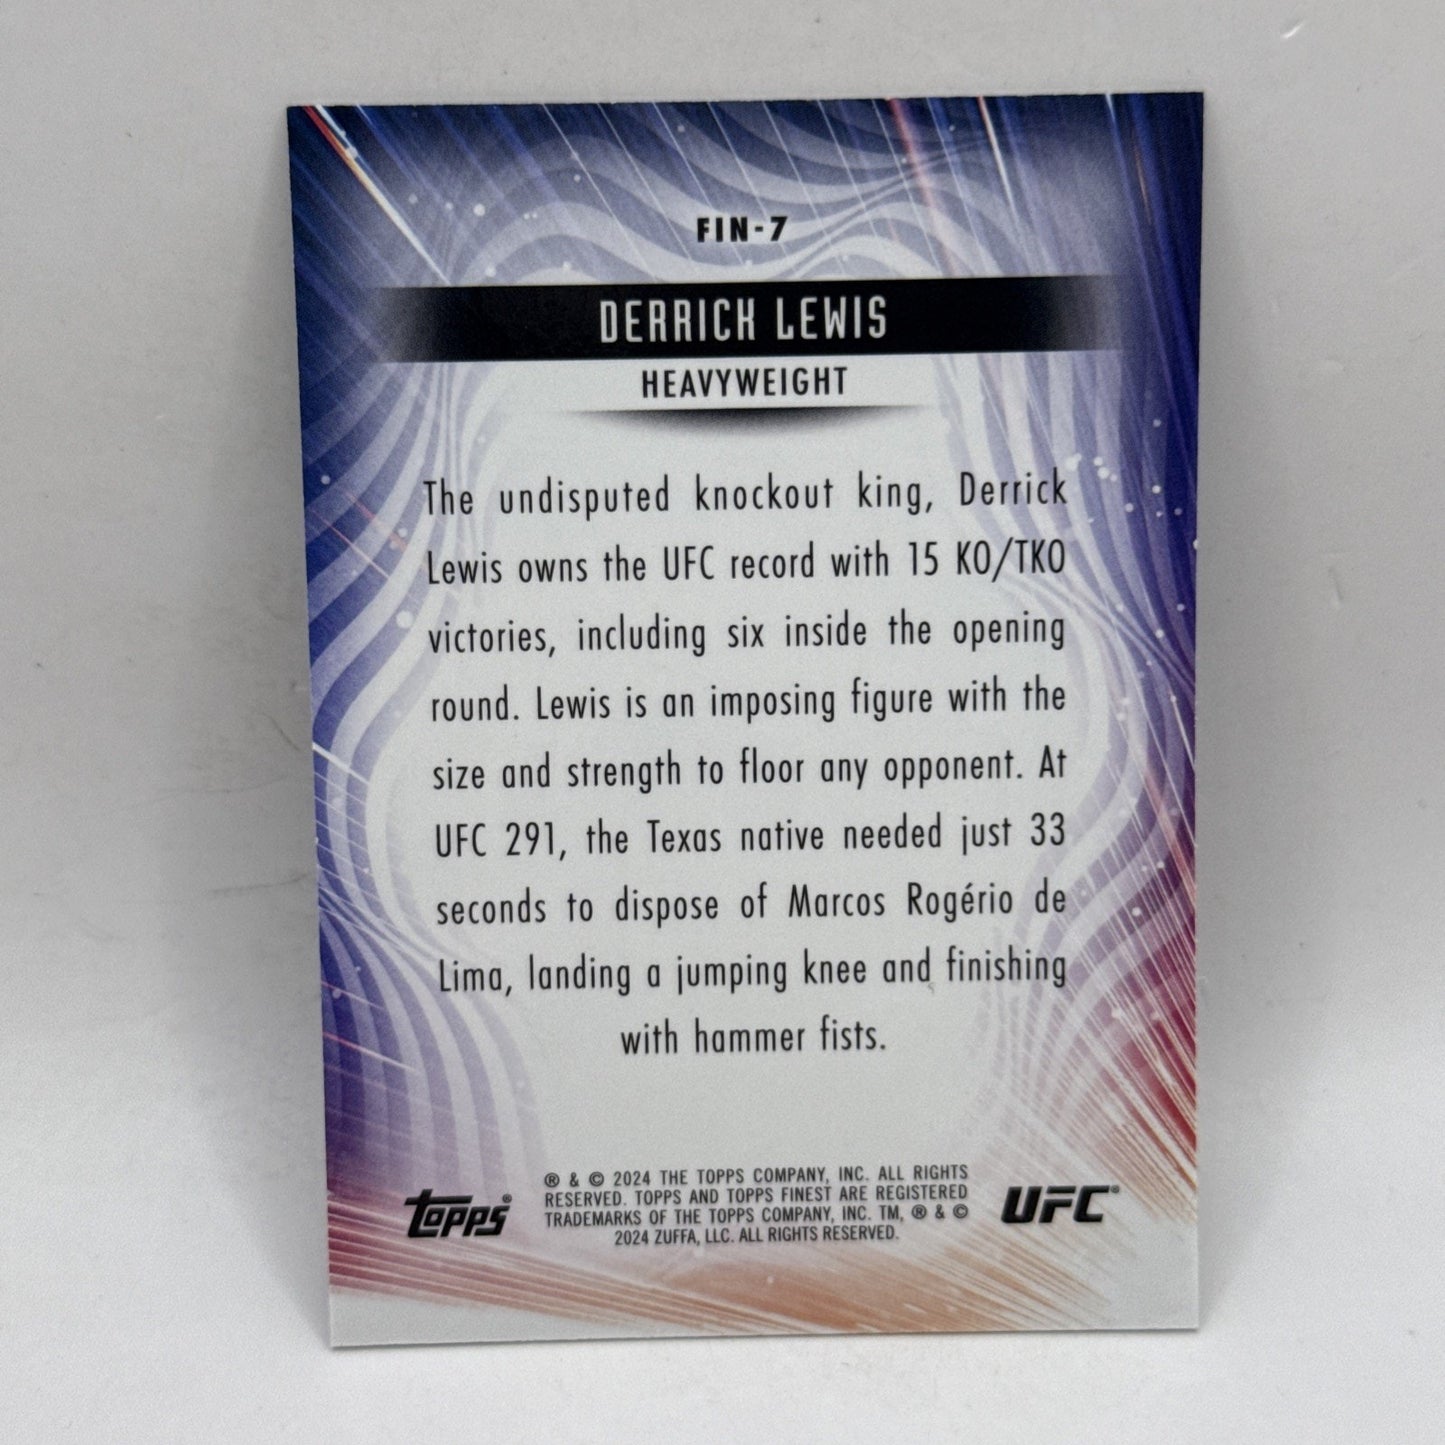 FIN-7
DERRICK LEWIS
HEAVYWEIGHT
The undisputed knockout king, Derrick
Lewis owns the UFC record with 15 KO/TKO
victories, including six inside the opening
round. Lewis is an imposing figure with the
size and strength to floor any opponent. At
UFC 291, the Texas native needed just 33
seconds to dispose of Marcos Rogério de
Lima, landing a jumping knee and finishing
with hammer fists.
topps®
® & © 2024 THE TOPPS COMPANY, INC. ALL RIGHTS
RESERVED. TOPPS AND TOPPS FINEST ARE REGISTERED
TRADEMARKS OF THE TOPPS COMPANY, INC. TM, ® & ©
2024 ZUFFA, LLC. ALL RIGHTS RESERVED.
UFC®